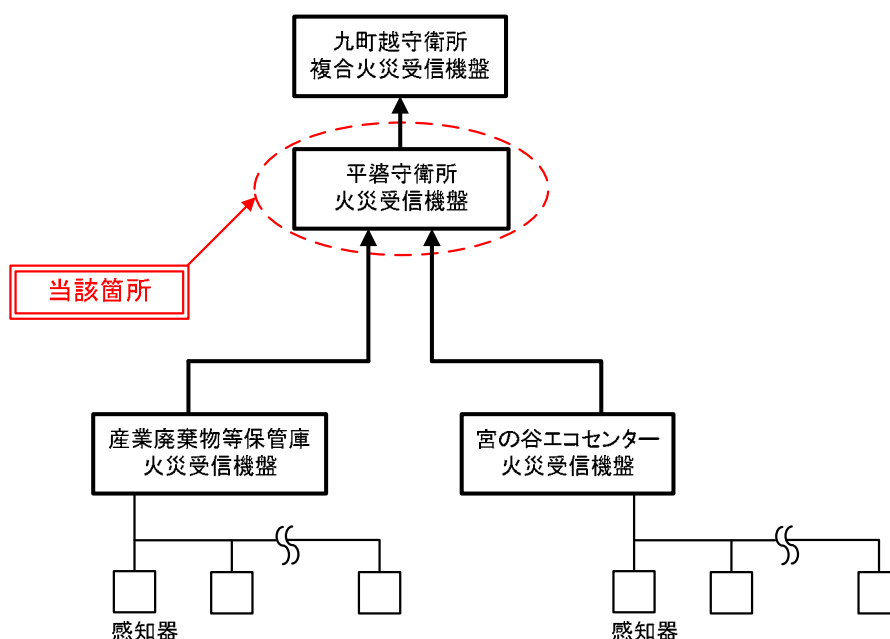 九町越守衛所
複合火災受信機盤
平碆守衛所
火災受信機盤
当該箇所
産業廃棄物等保管庫
火災受信機盤
宮の谷エコセンター
火災受信機盤
感知器
感知器